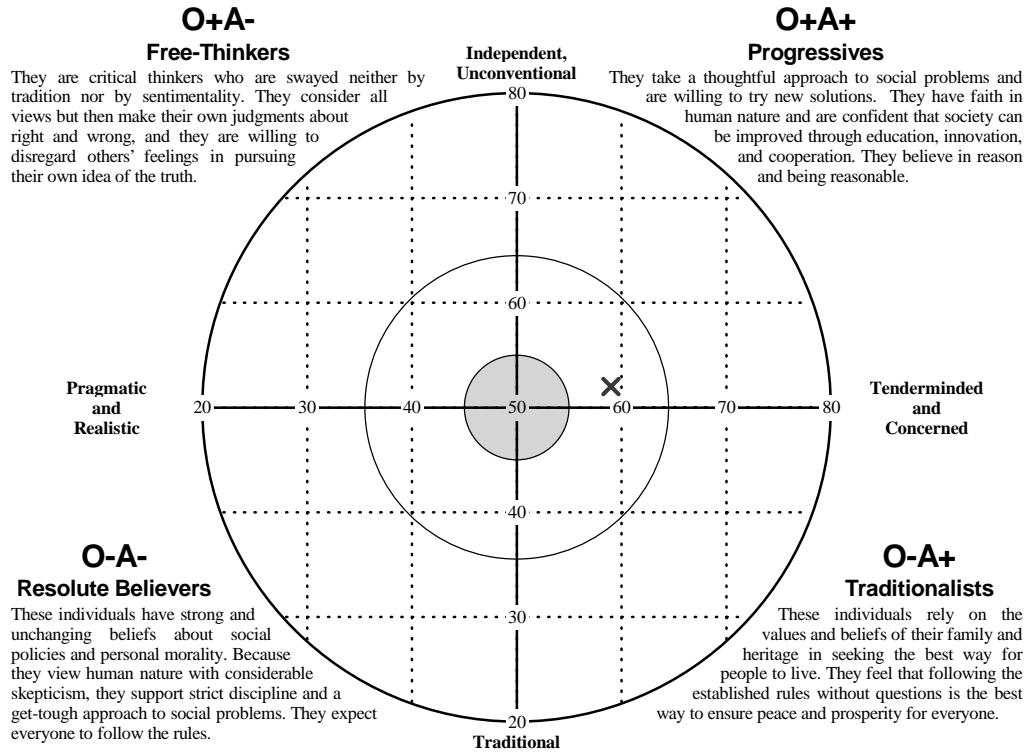 O+A-
Free-Thinkers
They are critical thinkers who are swayed neither by
tradition nor by sentimentality. They consider all
views but then make their own judgments about
right and wrong, and they are willing to
disregard others' feelings in pursuing
their own idea of the truth.
Independent,
Unconventional
O+A+
Progressives
They take a thoughtful approach to social problems and
are willing to try new solutions. They have faith in
human nature and are confident that society can
be improved through education, innovation,
and cooperation. They believe in reason
and being reasonable.
80
70
60
Pragmatic
and
Realistic
20 30 40 50 60 70 80
Tenderminded
and
Concerned
40
30
20
Traditional
O-A-
Resolute Believers
These individuals have strong and
unchanging beliefs about social
policies and personal morality. Because
they view human nature with considerable
skepticism, they support strict discipline and a
get-tough approach to social problems. They expect
everyone to follow the rules.
O-A+
Traditionalists
These individuals rely on the
values and beliefs of their family and
heritage in seeking the best way for
people to live. They feel that following the
established rules without questions is the best
way to ensure peace and prosperity for everyone.